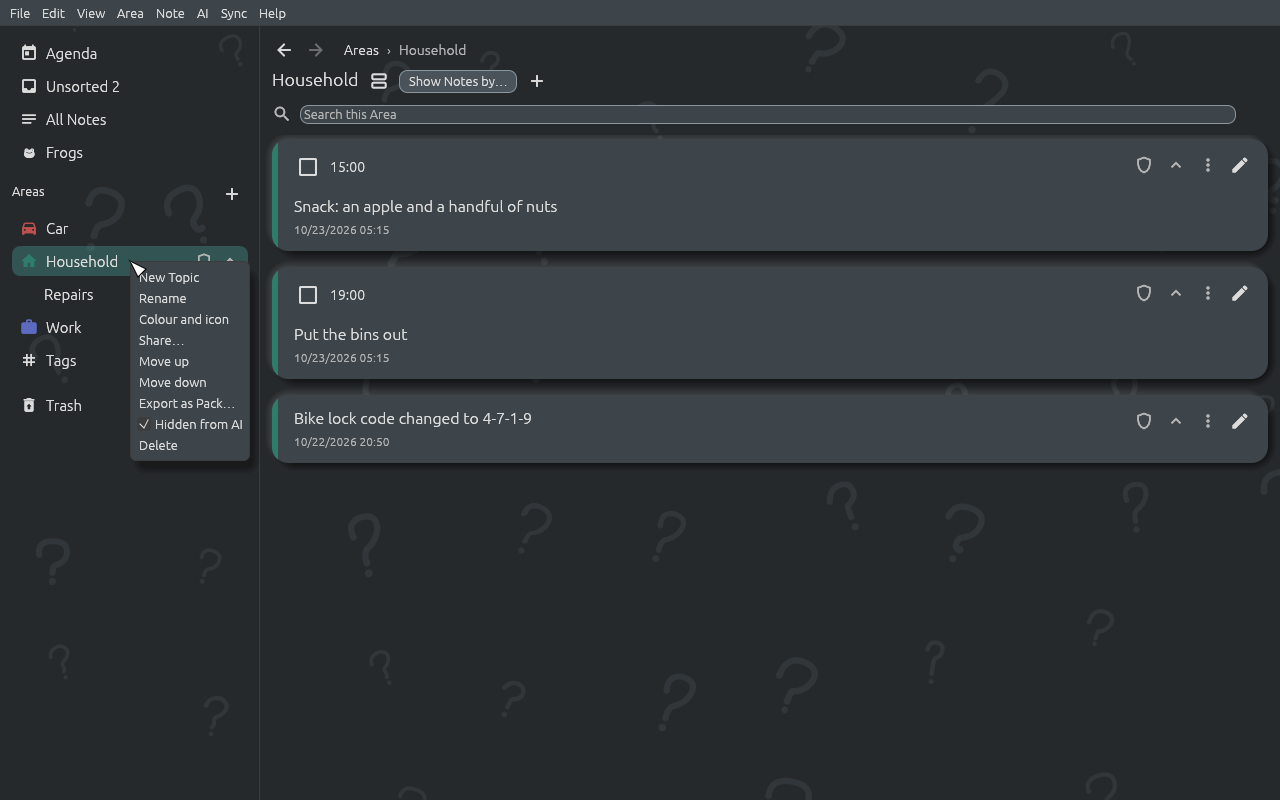 File Edit View Area Note AI Sync Help
Agenda
Unsorted 2
All Notes
Frogs
Areas
Car
Household
Repairs
Work
Tags
Trash
New Topic
Rename
Colour and icon
Share…
Move up
Move down
Export as Pack…
Hidden from AI
Delete
Areas › Household
Household Show Notes by…
Search this Area
15:00
Snack: an apple and a handful of nuts
10/23/2026 05:15
19:00
Put the bins out
10/23/2026 05:15
Bike lock code changed to 4-7-1-9
10/22/2026 20:50